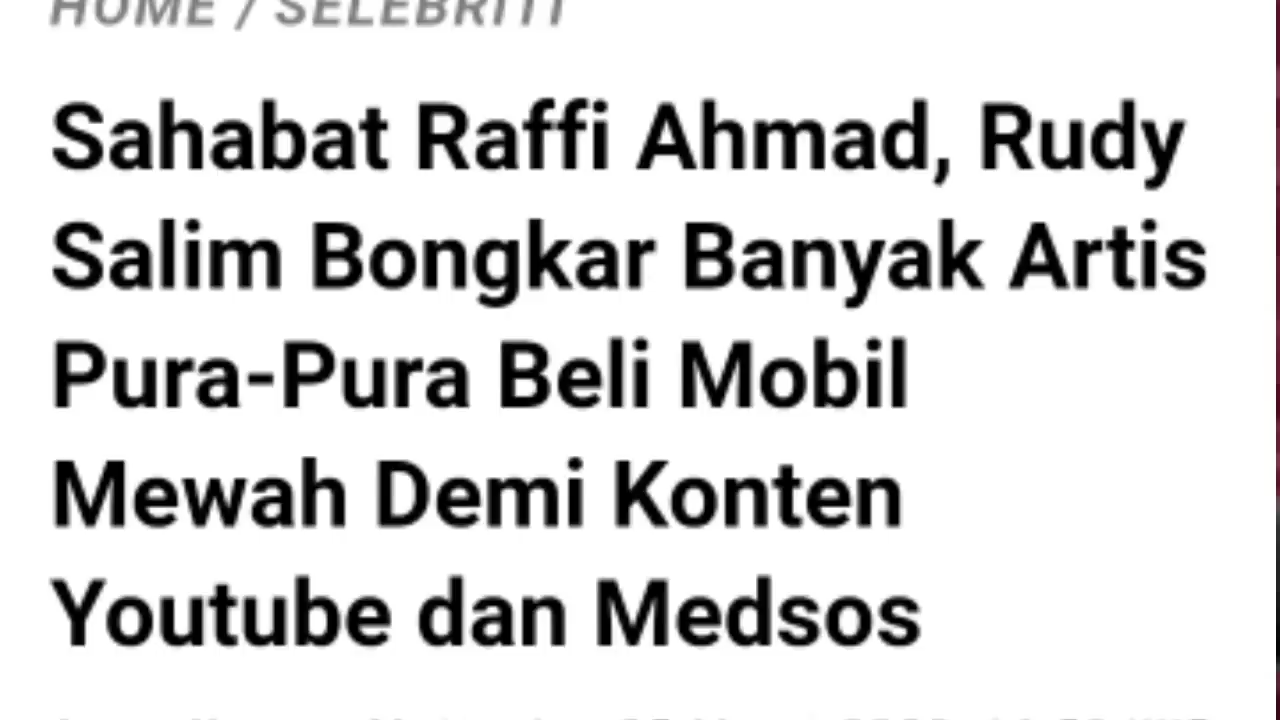 HOME / SELEBRITI
Sahabat Raffi Ahmad, Rudy
Salim Bongkar Banyak Artis
Pura-Pura Beli Mobil
Mewah Demi Konten
Youtube dan Medsos